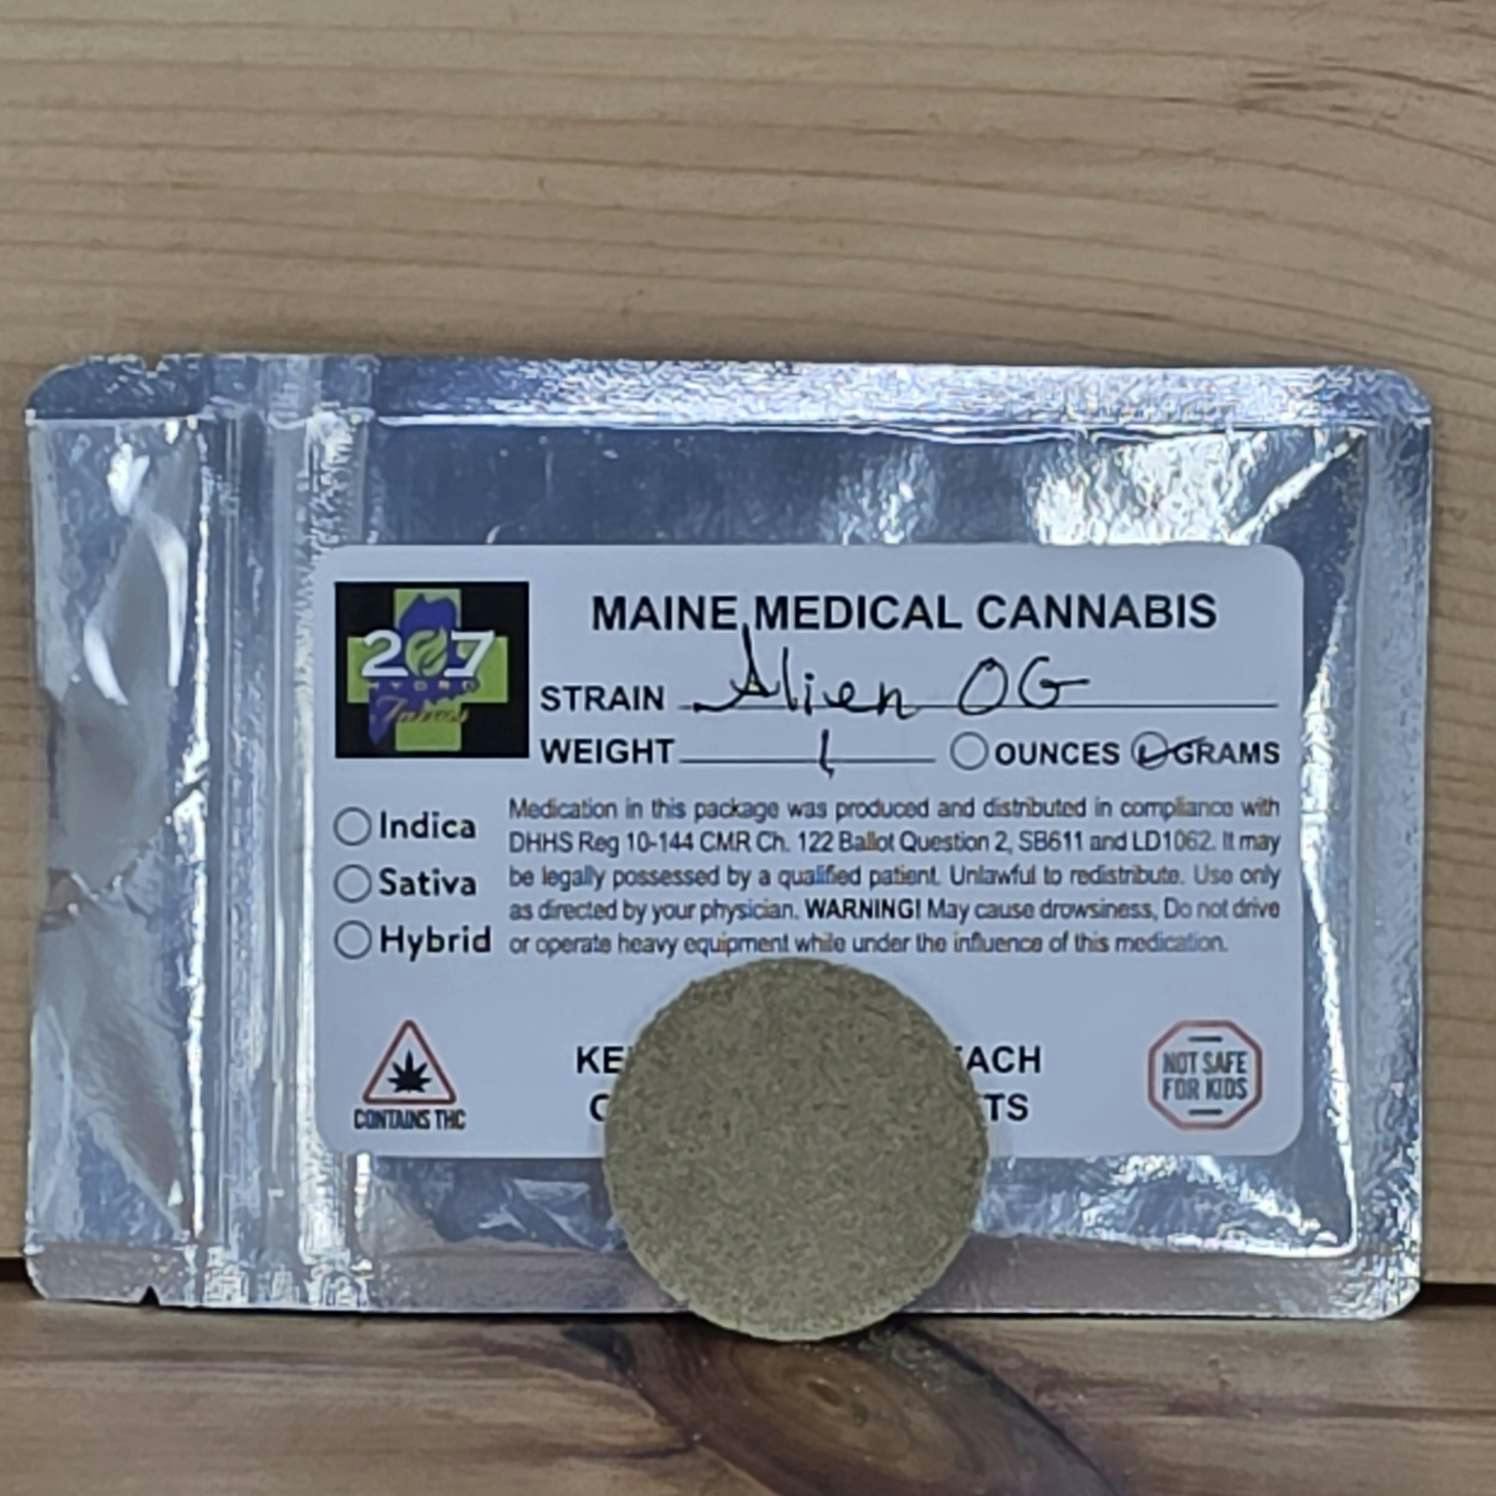 MAINE MEDICAL CANNABIS
207
HYDRO
STRAIN Alien OG
WEIGHT 1 OUNCES GRAMS
Indica
Sativa
Hybrid
Medication in this package was produced and distributed in compliance with
DHHS Reg 10-144 CMR Ch. 122 Ballot Question 2, SB611 and LD1062. It may
be legally possessed by a qualified patient. Unlawful to redistribute. Use only
as directed by your physician. WARNING! May cause drowsiness, Do not drive
or operate heavy equipment while under the influence of this medication.
CONTAINS THC
NOT SAFE
FOR KIDS